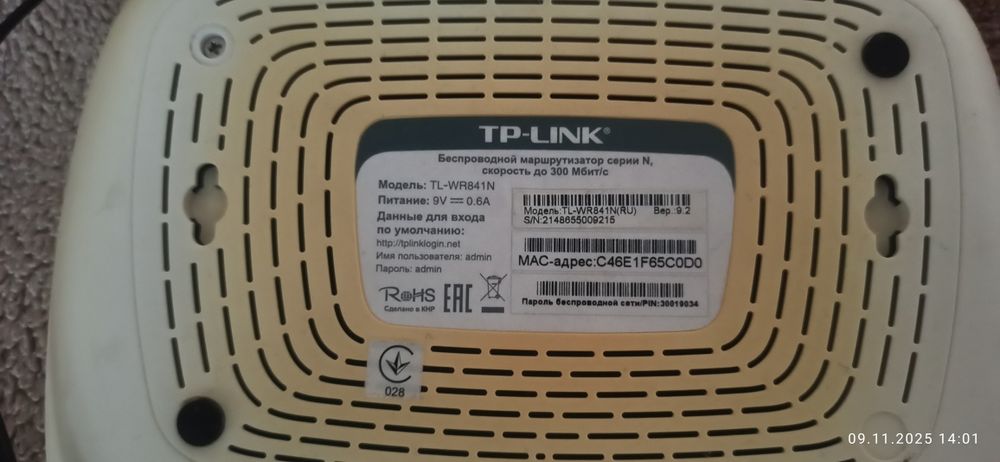 TP-LINK®
Беспроводной маршрутизатор серии N,
скорость до 300 Мбит/с
Модель: TL-WR841N
Питание: 9V ⎓ 0.6A
Данные для входа
по умолчанию:
http://tplinklogin.net
Имя пользователя: admin
Пароль: admin
RoHS
Сделано в КНР
EAC
Модель:TL-WR841N(RU) Вер.:9.2
S/N:2148655009215
MAC-адрес:C46E1F65C0D0
Пароль беспроводной сети/PIN:30019034
028
09.11.2025 14:01